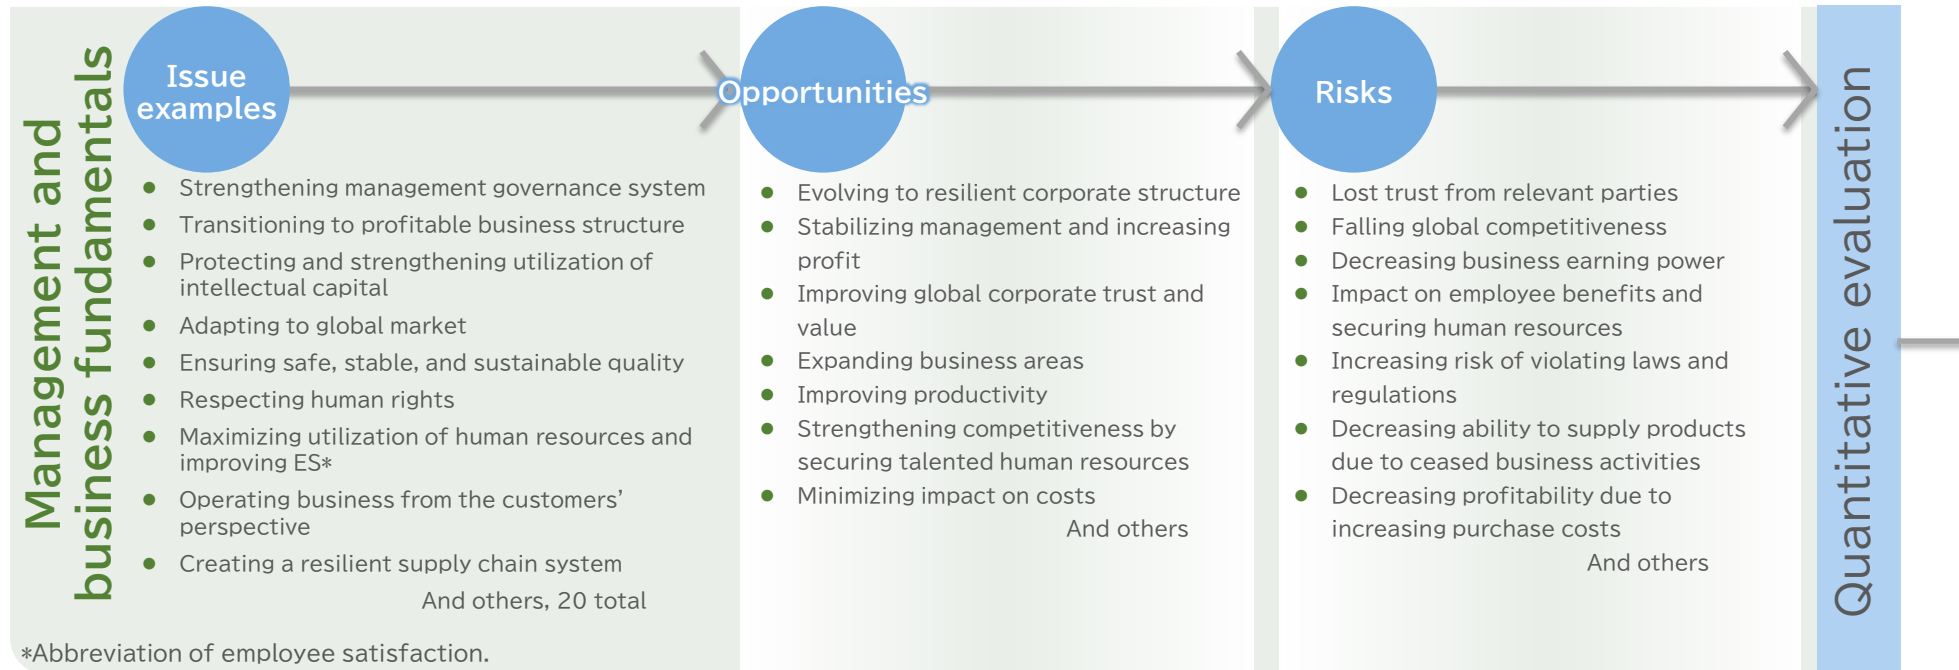 Management and
business fundamentals
Issue
examples
● Strengthening management governance system
● Transitioning to profitable business structure
● Protecting and strengthening utilization of
intellectual capital
● Adapting to global market
● Ensuring safe, stable, and sustainable quality
● Respecting human rights
● Maximizing utilization of human resources and
improving ES*
● Operating business from the customers’
perspective
● Creating a resilient supply chain system
And others, 20 total
*Abbreviation of employee satisfaction.
Opportunities
● Evolving to resilient corporate structure
● Stabilizing management and increasing
profit
● Improving global corporate trust and
value
● Expanding business areas
● Improving productivity
● Strengthening competitiveness by
securing talented human resources
● Minimizing impact on costs
And others
Risks
● Lost trust from relevant parties
● Falling global competitiveness
● Decreasing business earning power
● Impact on employee benefits and
securing human resources
● Increasing risk of violating laws and
regulations
● Decreasing ability to supply products
due to ceased business activities
● Decreasing profitability due to
increasing purchase costs
And others
Quantitative evaluation